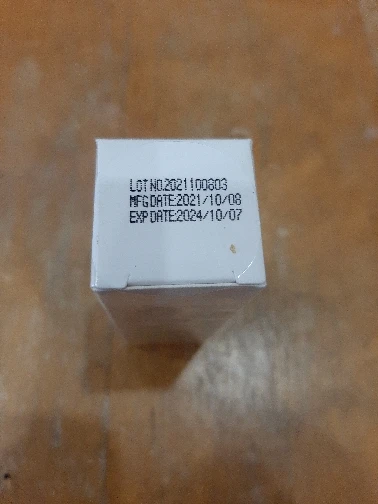 LOT NO.2021100803
MFG DATE:2021/10/08
EXP DATE:2024/10/07